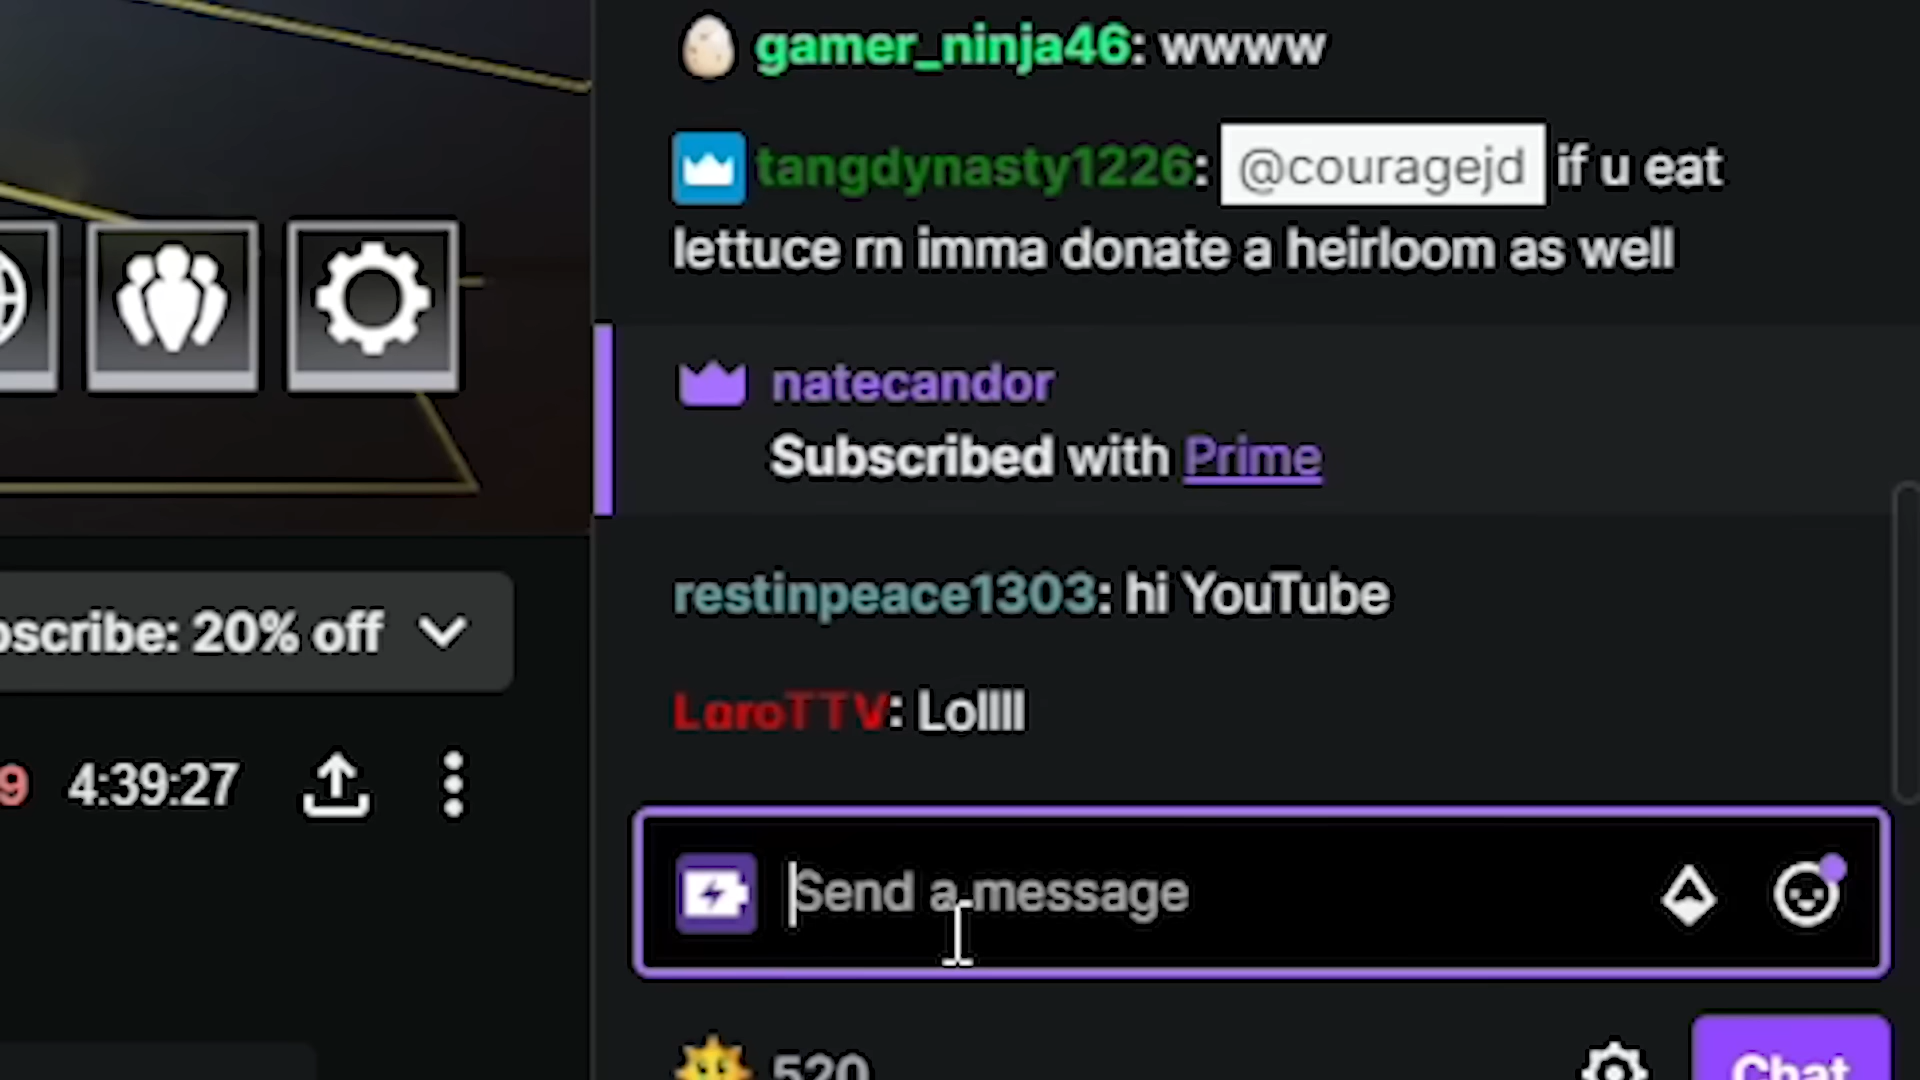 gamer_ninja46: wwww
tangdynasty1226: @couragejd if u eat
lettuce rn imma donate a heirloom as well
natecandor
Subscribed with Prime
restinpeace1303: hi YouTube
bscribe: 20% off
LaroTTV: Lollll
9 4:39:27
Send a message
520
Chat